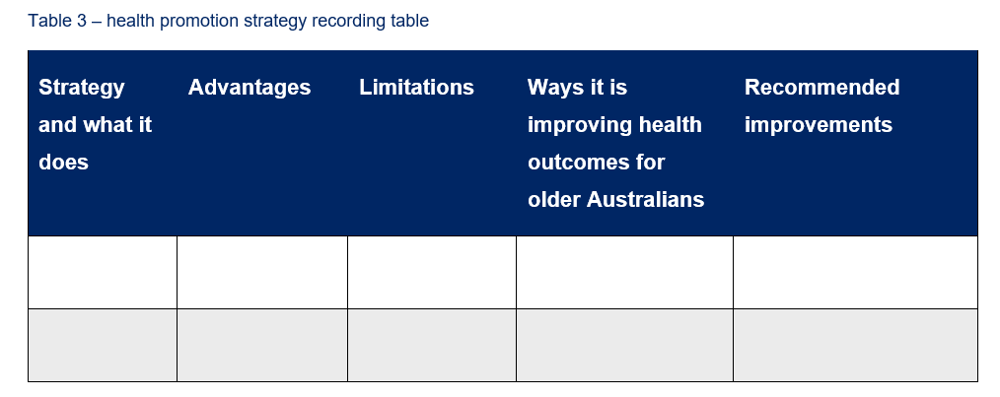 Table 3 – health promotion strategy recording table
Strategy
and what it
does
Advantages
Limitations
Ways it is
improving health
outcomes for
older Australians
Recommended
improvements